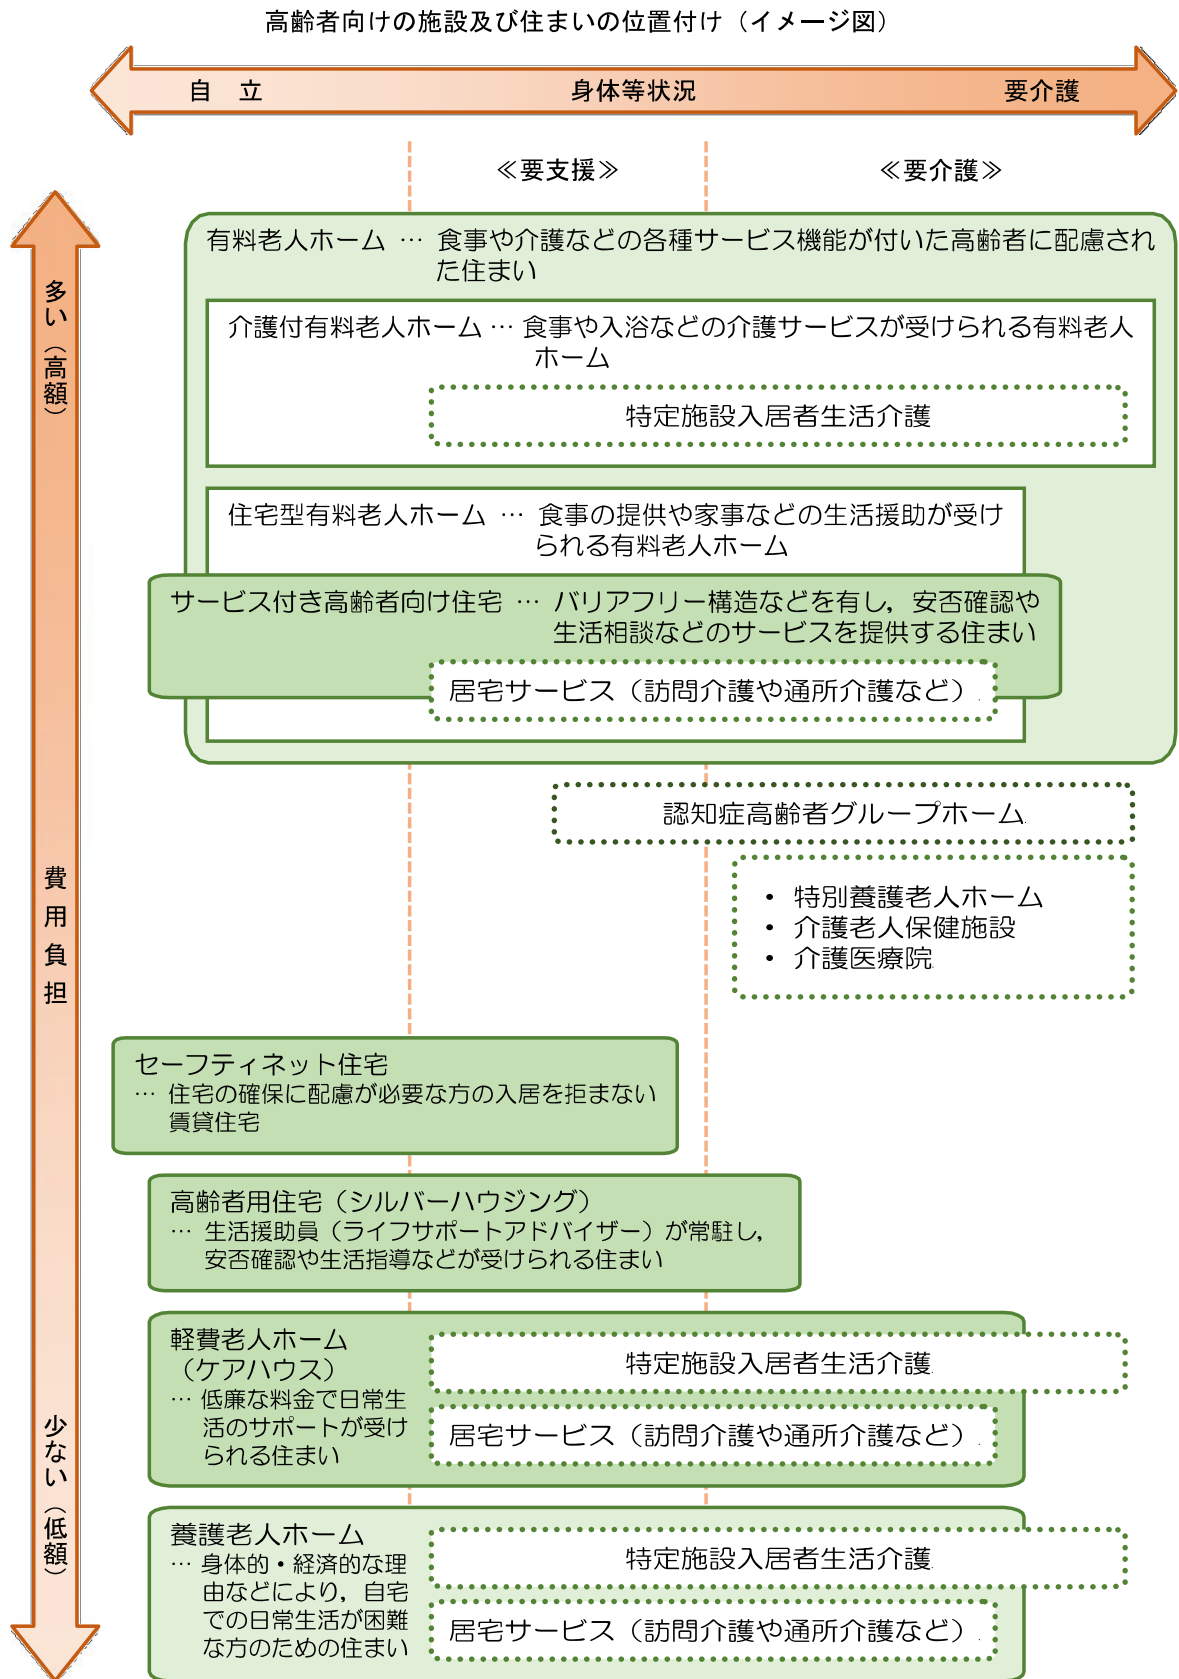 高齢者向けの施設及び住まいの位置付け（イメージ図）
自　立
身体等状況
要介護
≪要支援≫
≪要介護≫
多い（高額）
費用負担
少ない（低額）
有料老人ホーム … 食事や介護などの各種サービス機能が付いた高齢者に配慮され
た住まい
介護付有料老人ホーム … 食事や入浴などの介護サービスが受けられる有料老人
ホーム
特定施設入居者生活介護
住宅型有料老人ホーム … 食事の提供や家事などの生活援助が受け
られる有料老人ホーム
サービス付き高齢者向け住宅 … バリアフリー構造などを有し，安否確認や
生活相談などのサービスを提供する住まい
居宅サービス（訪問介護や通所介護など）
認知症高齢者グループホーム
• 特別養護老人ホーム
• 介護老人保健施設
• 介護医療院
セーフティネット住宅
… 住宅の確保に配慮が必要な方の入居を拒まない
賃貸住宅
高齢者用住宅（シルバーハウジング）
… 生活援助員（ライフサポートアドバイザー）が常駐し，
安否確認や生活指導などが受けられる住まい
軽費老人ホーム
（ケアハウス）
… 低廉な料金で日常生
活のサポートが受け
られる住まい
特定施設入居者生活介護
居宅サービス（訪問介護や通所介護など）
養護老人ホーム
… 身体的・経済的な理
由などにより，自宅
での日常生活が困難
な方のための住まい
特定施設入居者生活介護
居宅サービス（訪問介護や通所介護など）